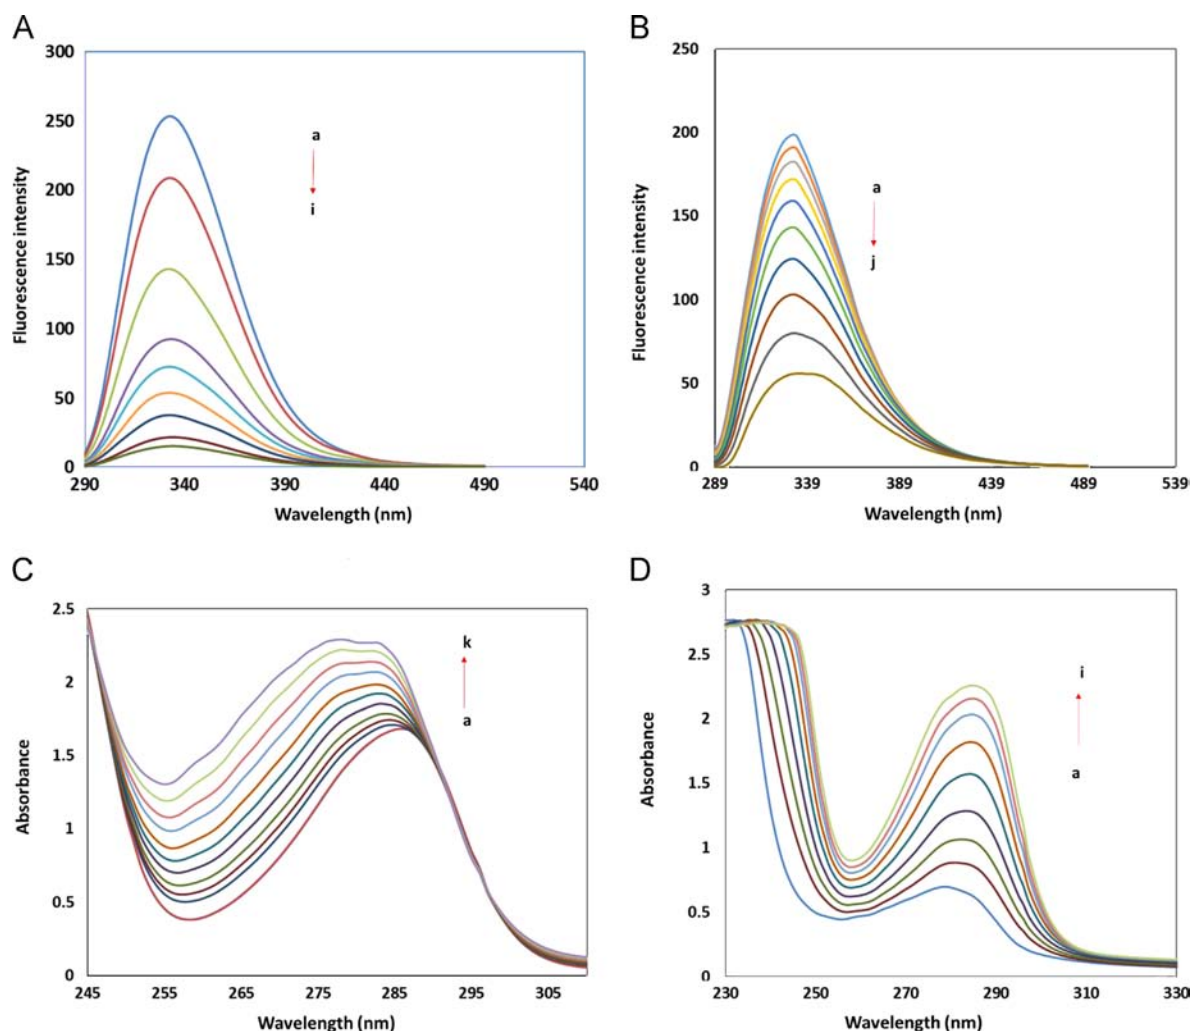 A
300
250
200
150
100
50
0
290 340 390 440 490 540
Fluorescence intensity
Wavelength (nm)
a
i
B
250
200
150
100
50
0
289 339 389 439 489 539
Fluorescence intensity
Wavelength (nm)
a
j
C
2.5
2
1.5
1
0.5
0
245 255 265 275 285 295 305
Absorbance
Wavelength (nm)
k
a
D
3
2.5
2
1.5
1
0.5
0
230 250 270 290 310 330
Absorbance
Wavelength (nm)
i
a